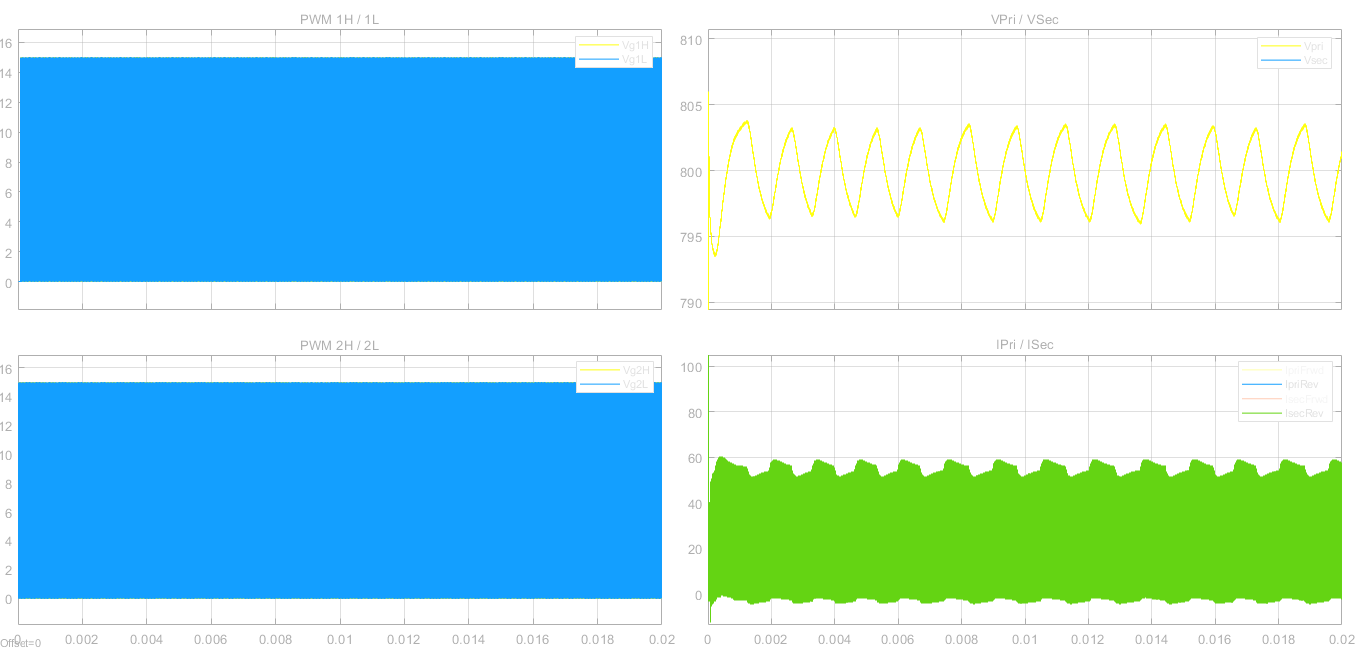 PWM 1H / 1L
16
14
12
10
8
6
4
2
0
Vg1H
Vg1L
VPri / VSec
810
805
800
795
790
Vpri
Vsec
PWM 2H / 2L
16
14
12
10
8
6
4
2
0
Vg2H
Vg2L
0 0.002 0.004 0.006 0.008 0.01 0.012 0.014 0.016 0.018 0.02
Offset=0
IPri / ISec
100
80
60
40
20
0
IpriFrwd
IpriRev
IsecFrwd
IsecRev
0 0.002 0.004 0.006 0.008 0.01 0.012 0.014 0.016 0.018 0.02